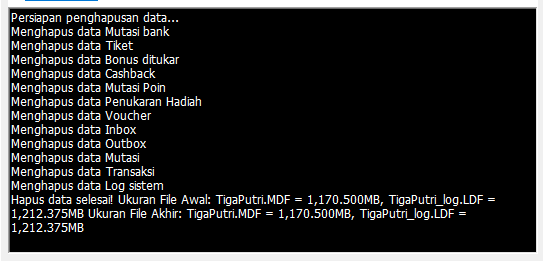 Persiapan penghapusan data...
Menghapus data Mutasi bank
Menghapus data Tiket
Menghapus data Bonus ditukar
Menghapus data Cashback
Menghapus data Mutasi Poin
Menghapus data Penukaran Hadiah
Menghapus data Voucher
Menghapus data Inbox
Menghapus data Outbox
Menghapus data Mutasi
Menghapus data Transaksi
Menghapus data Log sistem
Hapus data selesai! Ukuran File Awal: TigaPutri.MDF = 1,170.500MB, TigaPutri_log.LDF =
1,212.375MB Ukuran File Akhir: TigaPutri.MDF = 1,170.500MB, TigaPutri_log.LDF =
1,212.375MB